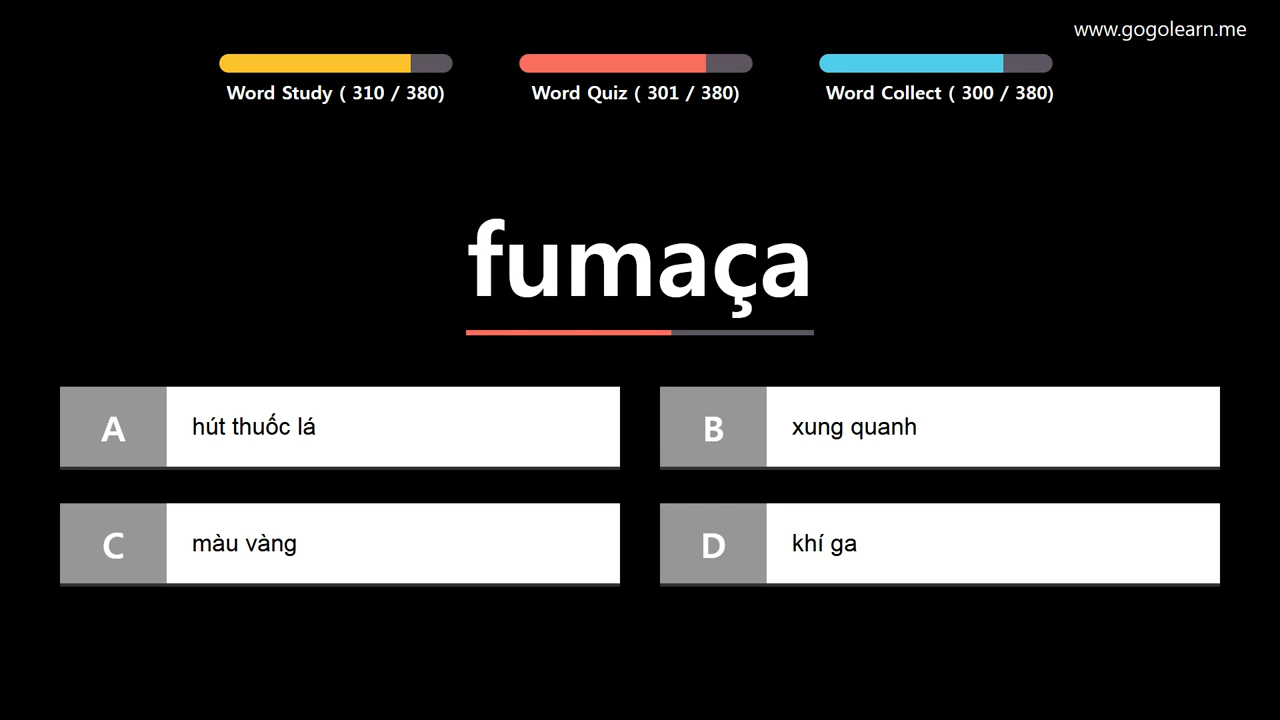 www.gogolearn.me
Word Study ( 310 / 380)
Word Quiz ( 301 / 380)
Word Collect ( 300 / 380)
fumaça
A
hút thuốc lá
B
xung quanh
C
màu vàng
D
khí ga